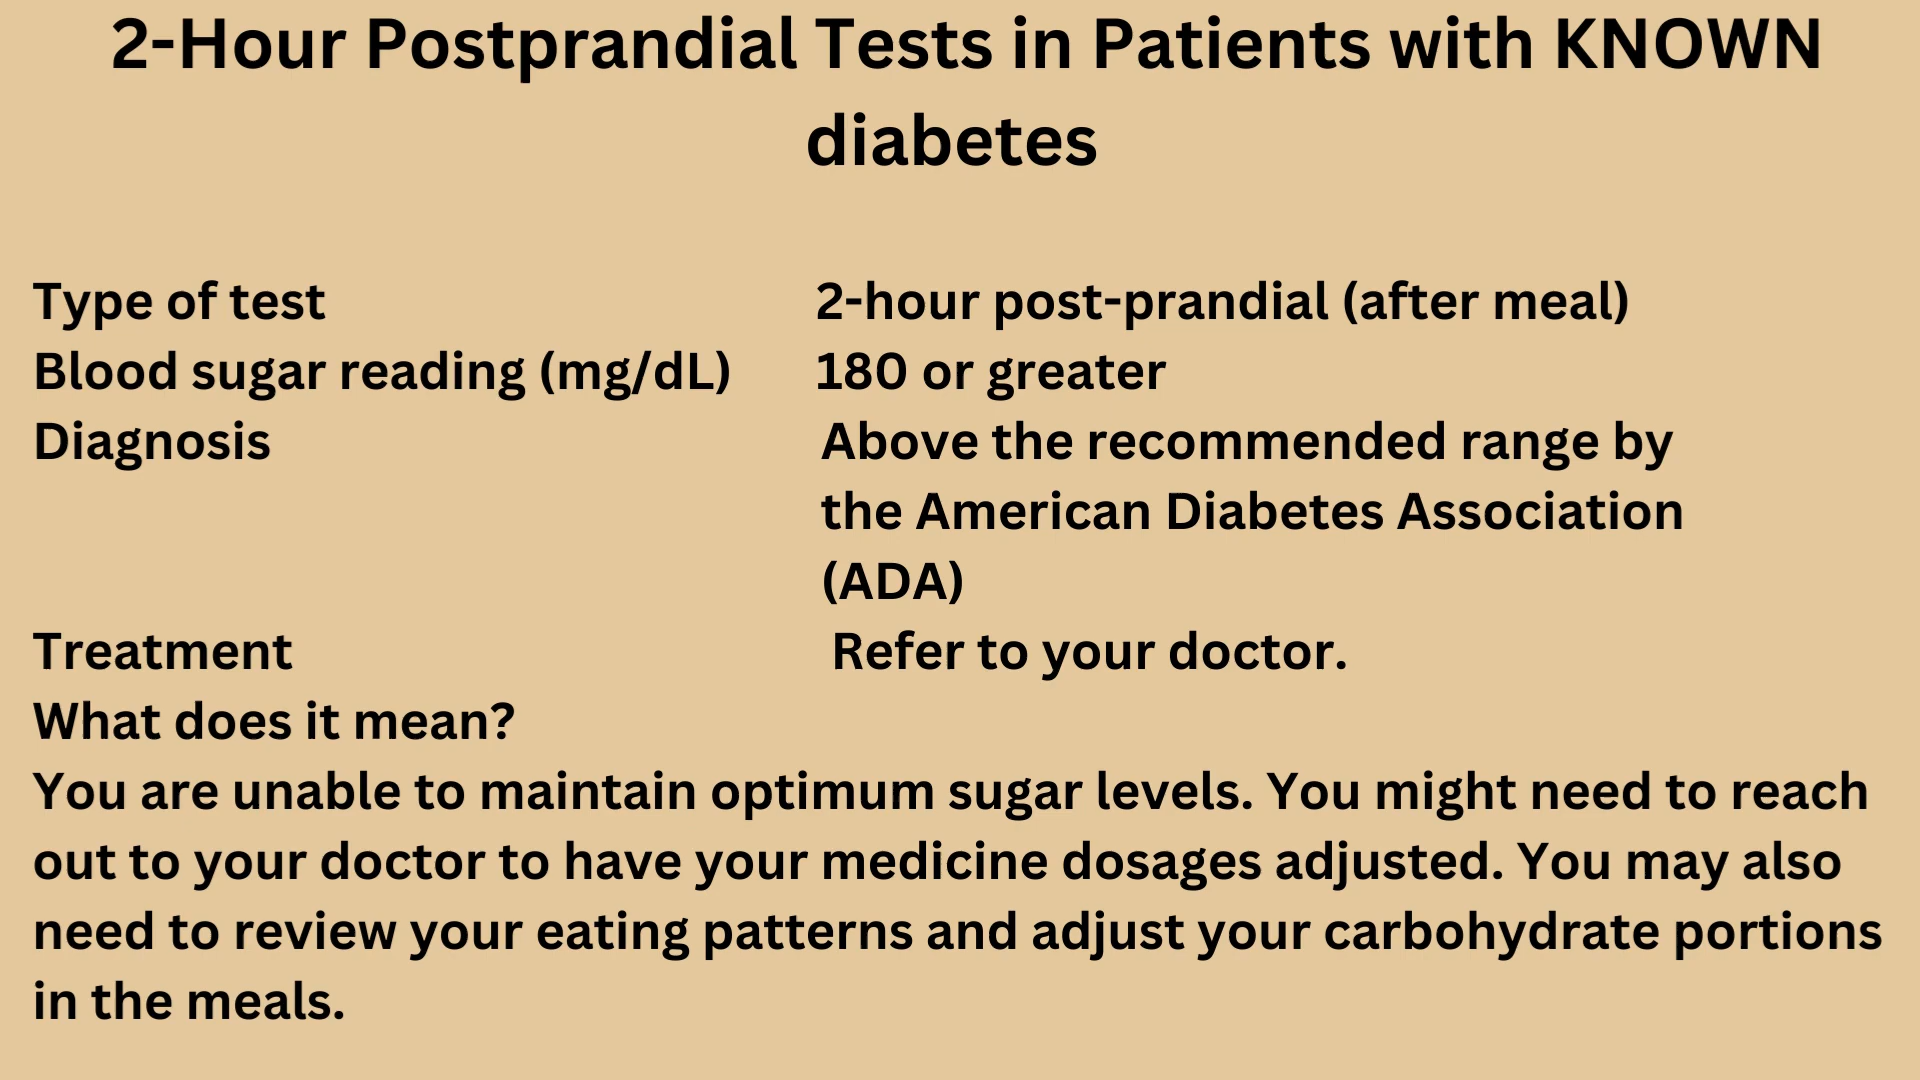 2-Hour Postprandial Tests in Patients with KNOWN
diabetes
Type of test 2-hour post-prandial (after meal)
Blood sugar reading (mg/dL) 180 or greater
Diagnosis Above the recommended range by
the American Diabetes Association
(ADA)
Treatment Refer to your doctor.
What does it mean?
You are unable to maintain optimum sugar levels. You might need to reach
out to your doctor to have your medicine dosages adjusted. You may also
need to review your eating patterns and adjust your carbohydrate portions
in the meals.